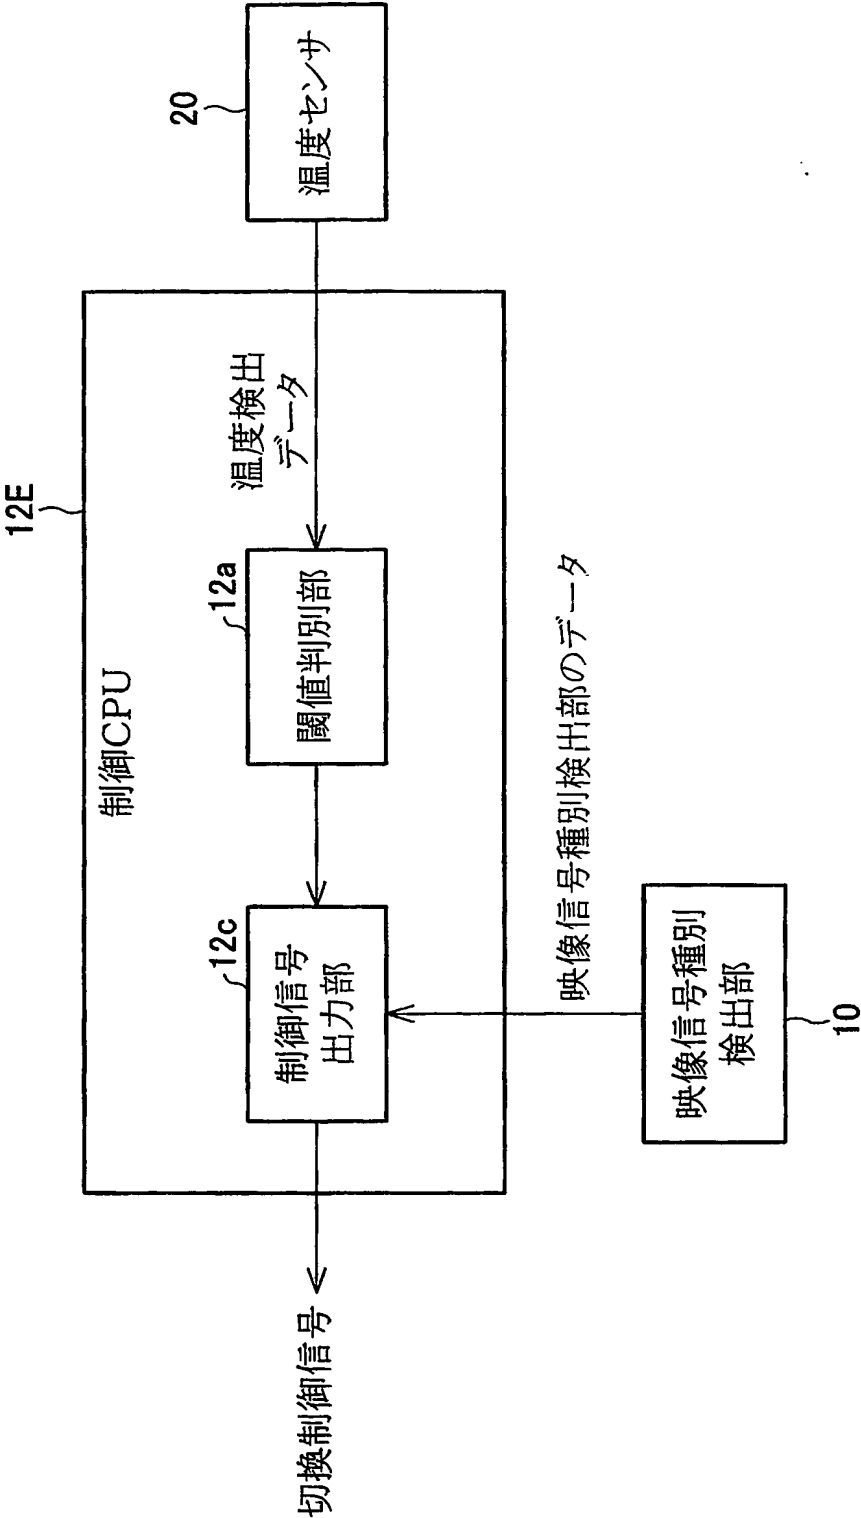 12E
制御CPU
20
温度センサ
温度検出
データ
12a
閾値判別部
12c
制御信号
出力部
切換制御信号
映像信号種別検出部のデータ
映像信号種別
検出部
10